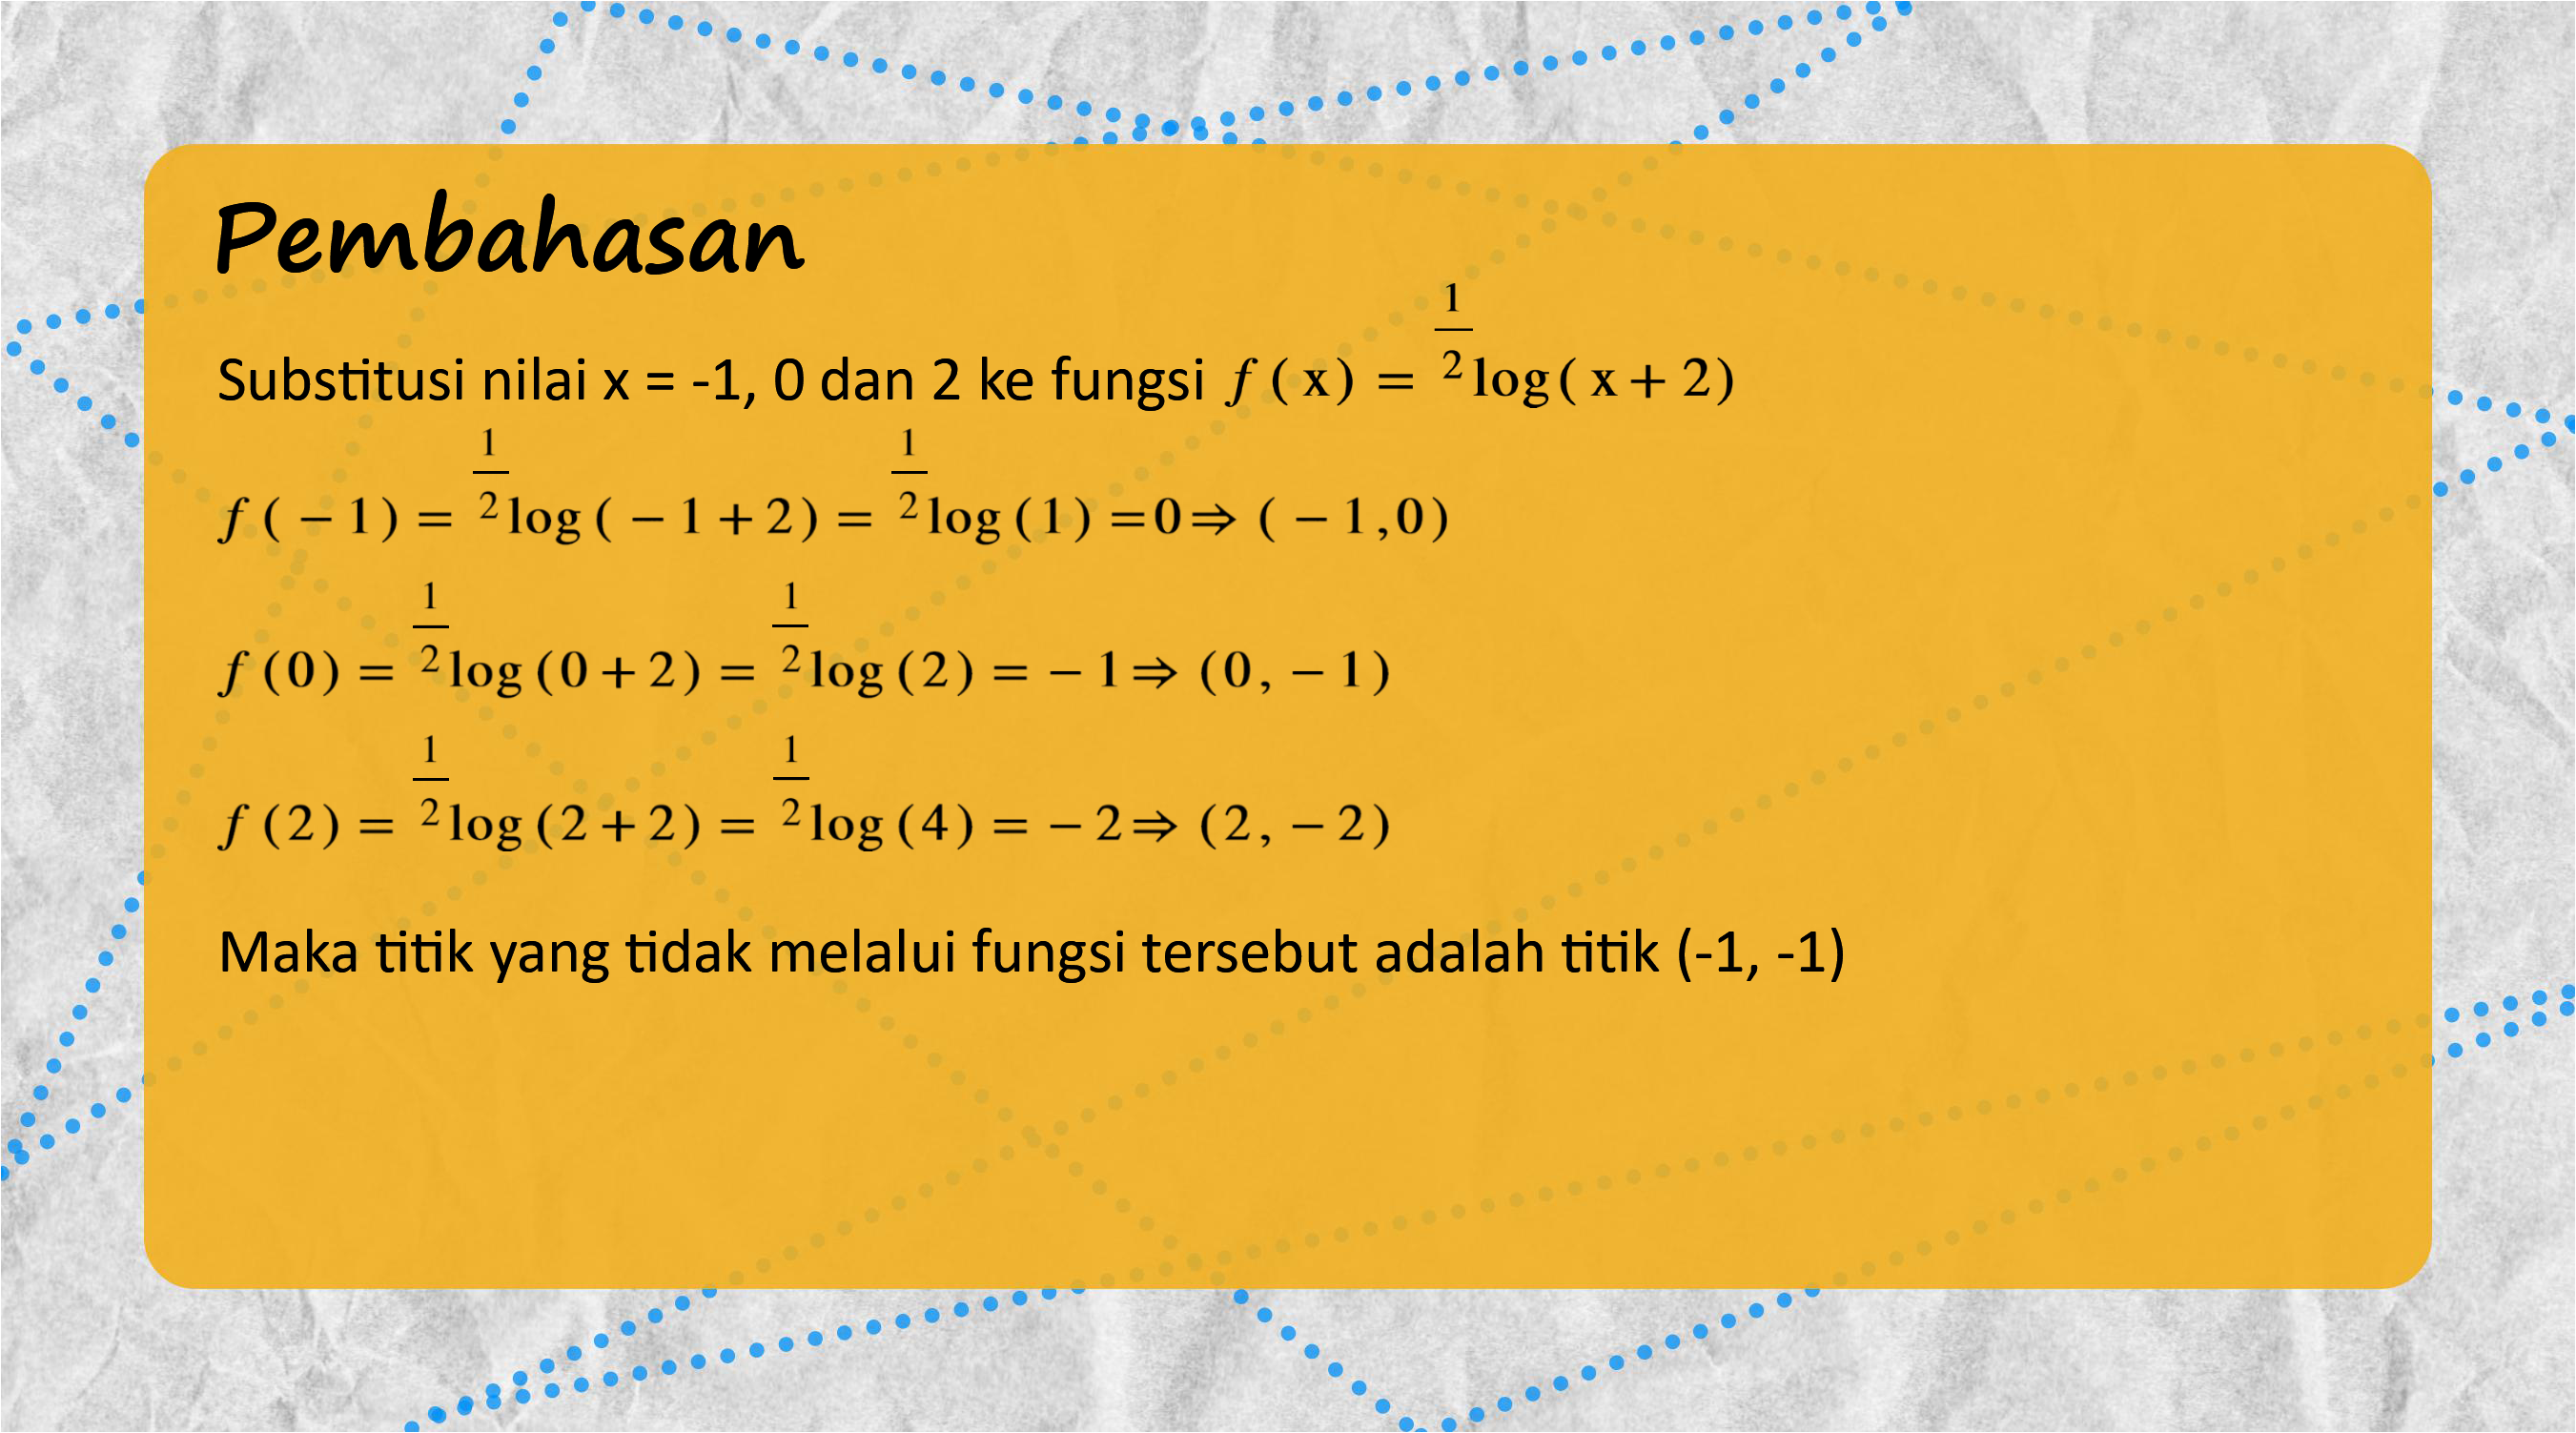 Pembahasan
Substitusi nilai x = -1, 0 dan 2 ke fungsi f(x) = ^{\frac{1}{2}}log(x + 2)
f(−1) = ^{\frac{1}{2}}log(−1+2) = ^{\frac{1}{2}}log(1) =0⇒ (−1,0)
f(0) = ^{\frac{1}{2}}log(0+2) = ^{\frac{1}{2}}log(2) = −1⇒ (0, −1)
f(2) = ^{\frac{1}{2}}log(2+2) = ^{\frac{1}{2}}log(4) = −2⇒ (2, −2)
Maka titik yang tidak melalui fungsi tersebut adalah titik (-1, -1)